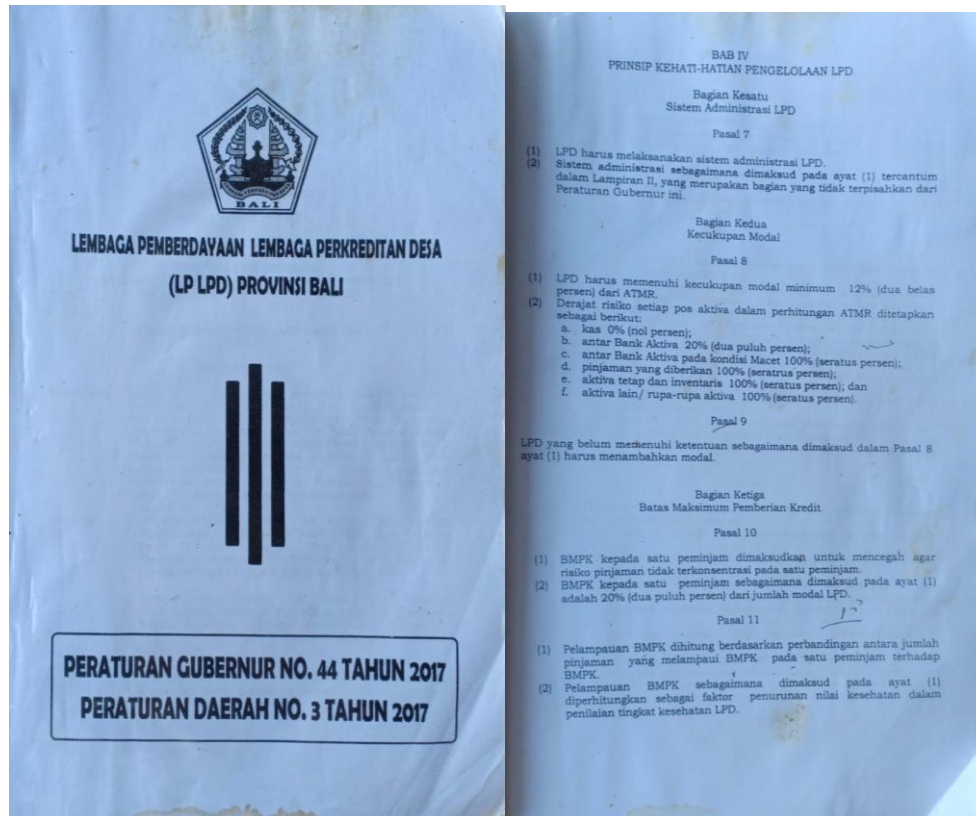 BALI
LEMBAGA PEMBERDAYAAN LEMBAGA PERKREDITAN DESA
(LP LPD) PROVINSI BALI
PERATURAN GUBERNUR NO. 44 TAHUN 2017
PERATURAN DAERAH NO. 3 TAHUN 2017
BAB IV
PRINSIP KEHATI-HATIAN PENGELOLAAN LPD
Bagian Kesatu
Sistem Administrasi LPD
Pasal 7
(1) LPD harus melaksanakan sistem administrasi LPD.
(2) Sistem administrasi sebagaimana dimaksud pada ayat (1) tercantum
dalam Lampiran II, yang merupakan bagian yang tidak terpisahkan dari
Peraturan Gubernur ini.
Bagian Kedua
Kecukupan Modal
Pasal 8
(1) LPD harus memenuhi kecukupan modal minimum 12% (dua belas
persen) dari ATMR.
(2) Derajat risiko setiap pos aktiva dalam perhitungan ATMR ditetapkan
sebagai berikut:
a. kas 0% (nol persen);
b. antar Bank Aktiva 20% (dua puluh persen);
c. antar Bank Aktiva pada kondisi Macet 100% (seratus persen);
d. pinjaman yang diberikan 100% (seratrus persen);
e. aktiva tetap dan inventaris 100% (seratus persen); dan
f. aktiva lain/ rupa-rupa aktiva 100% (seratus persen).
Pasal 9
LPD yang belum memenuhi ketentuan sebagaimana dimaksud dalam Pasal 8
ayat (1) harus menambahkan modal.
Bagian Ketiga
Batas Maksimum Pemberian Kredit
Pasal 10
(1) BMPK kepada satu peminjam dimaksudkan untuk mencegah agar
risiko pinjaman tidak terkonsentrasi pada satu peminjam.
(2) BMPK kepada satu peminjam sebagaimana dimaksud pada ayat (1)
adalah 20% (dua puluh persen) dari jumlah modal LPD.
Pasal 11
(1) Pelampauan BMPK dihitung berdasarkan perbandingan antara jumlah
pinjaman yang melampaui BMPK pada satu peminjam terhadap
BMPK.
(2) Pelampauan BMPK sebagaimana dimaksud pada ayat (1)
diperhitungkan sebagai faktor penurunan nilai kesehatan dalam
penilaian tingkat kesehatan LPD.